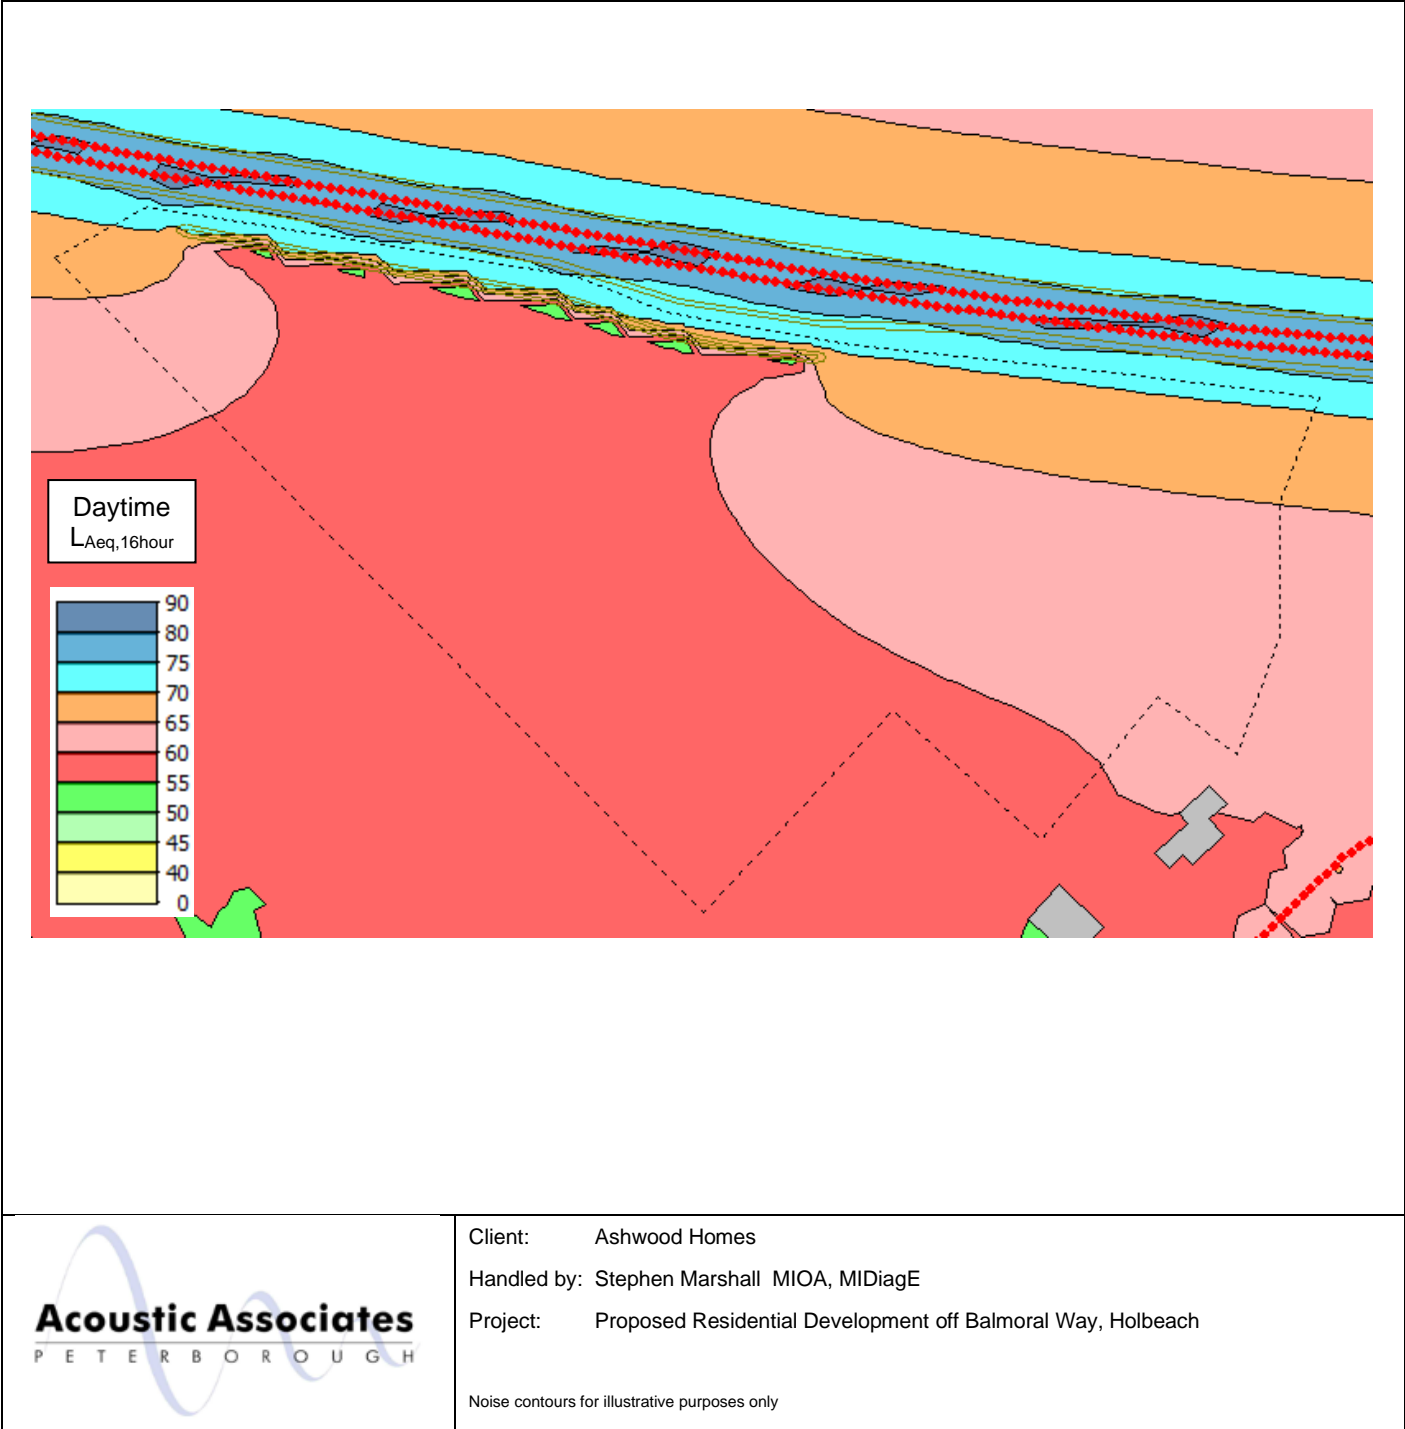 Daytime
LAeq,16hour
90
80
75
70
65
60
55
50
45
40
0
Acoustic Associates
PETERBOROUGH
Client: Ashwood Homes
Handled by: Stephen Marshall MIOA, MIDiagE
Project: Proposed Residential Development off Balmoral Way, Holbeach
Noise contours for illustrative purposes only